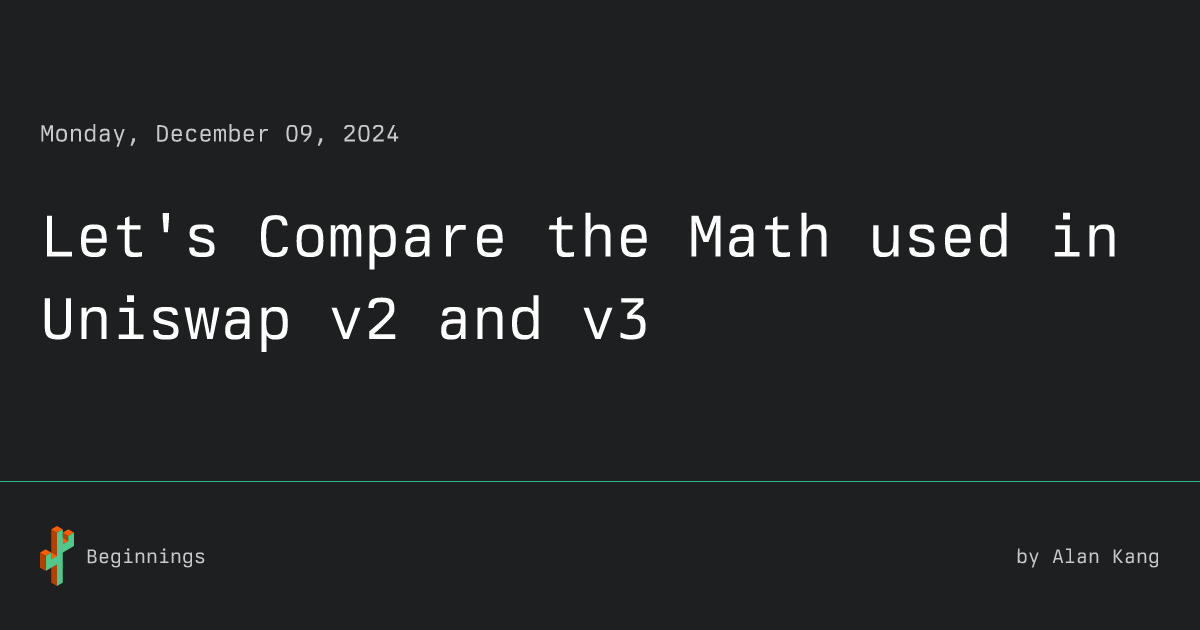 Monday, December 09, 2024
Let's Compare the Math used in
Uniswap v2 and v3
Beginnings
by Alan Kang